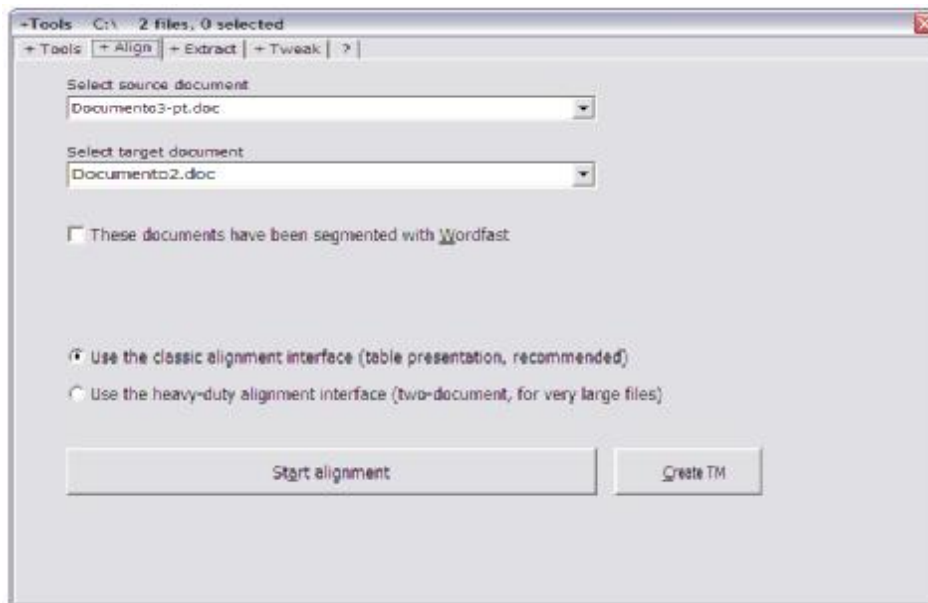 +Tools C:\ 2 files, 0 selected
+ Tools + Align + Extract + Tweak ?
Select source document
Documento3-pt.doc
Select target document
Documento2.doc
These documents have been segmented with Wordfast
Use the classic alignment interface (table presentation, recommended)
Use the heavy-duty alignment interface (two-document, for very large files)
Start alignment Create TM